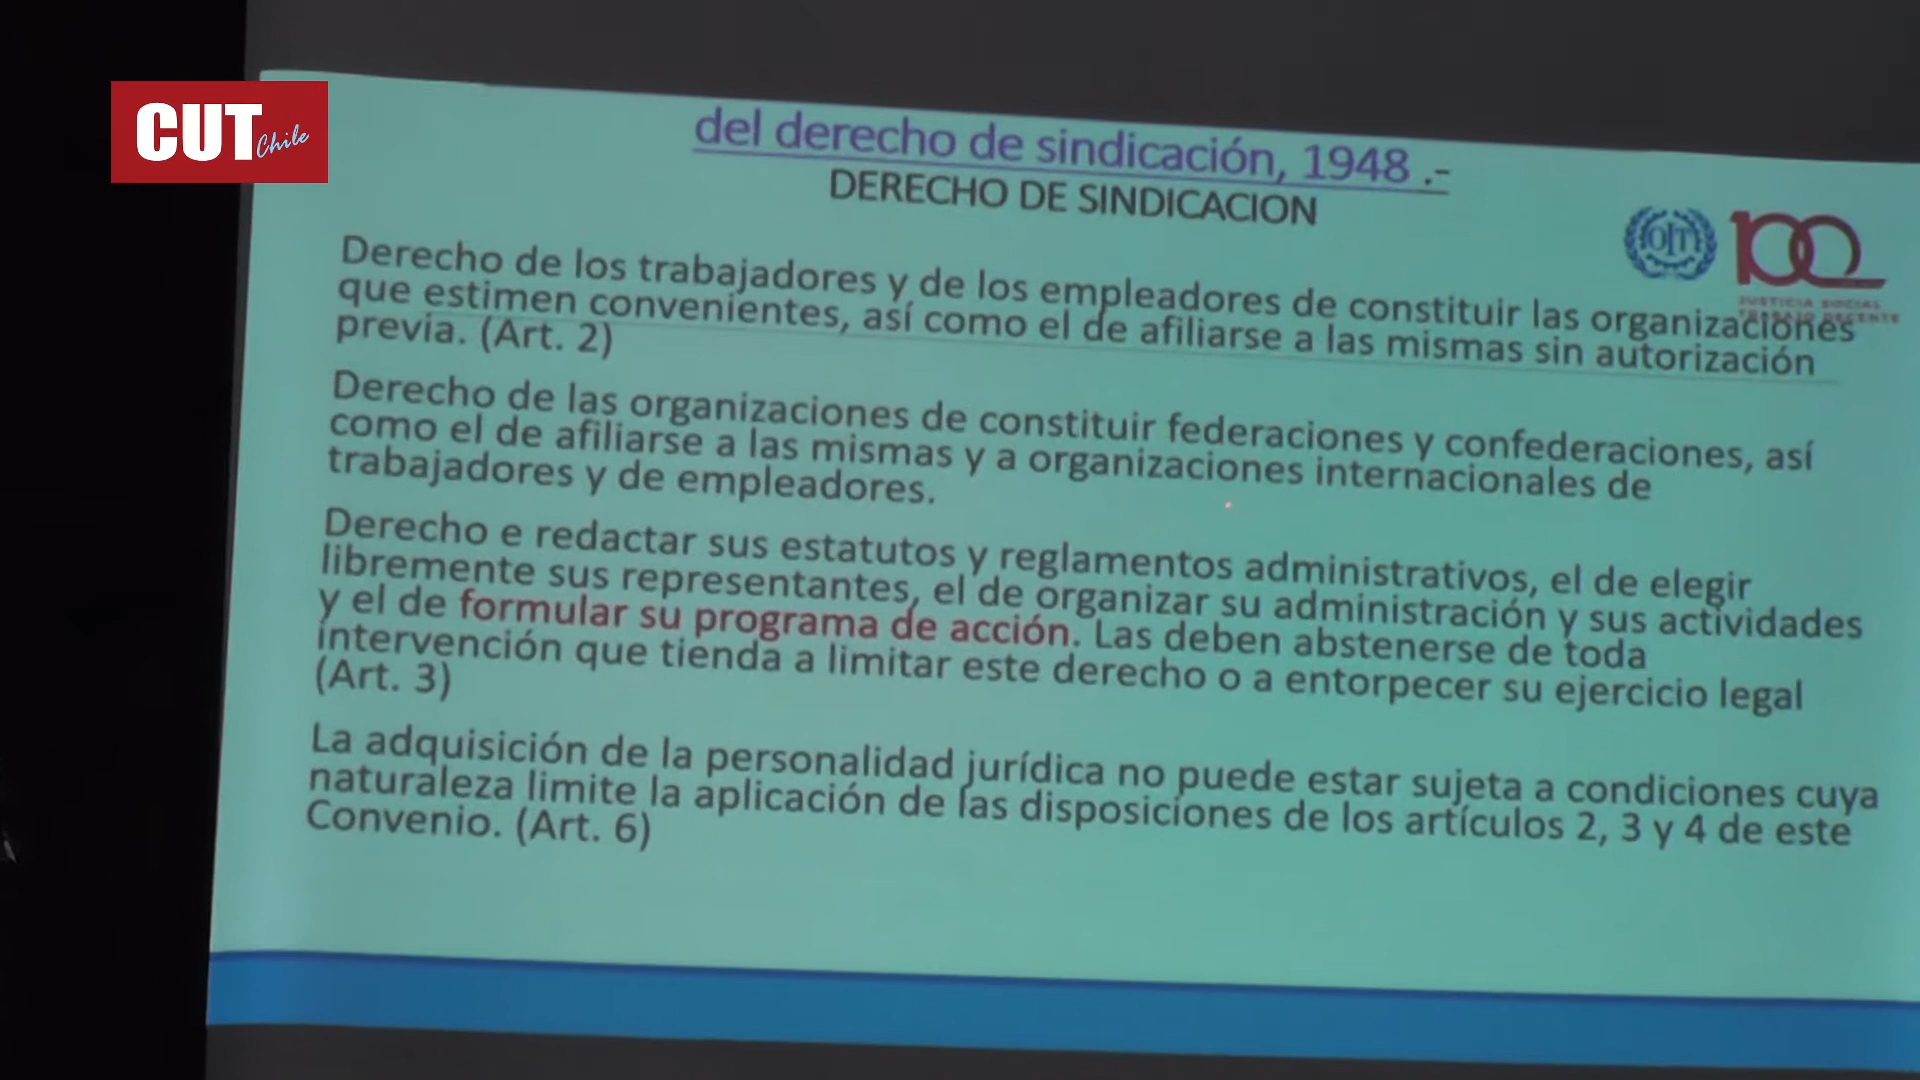 CUT
Chile
del derecho de sindicación, 1948 .-
DERECHO DE SINDICACION
OIT
100
JUSTICIA SOCIAL
TRABAJO DECENTE
Derecho de los trabajadores y de los empleadores de constituir las organizaciones
que estimen convenientes, así como el de afiliarse a las mismas sin autorización
previa. (Art. 2)
Derecho de las organizaciones de constituir federaciones y confederaciones, así
como el de afiliarse a las mismas y a organizaciones internacionales de
trabajadores y de empleadores.
Derecho e redactar sus estatutos y reglamentos administrativos, el de elegir
libremente sus representantes, el de organizar su administración y sus actividades
y el de formular su programa de acción. Las deben abstenerse de toda
intervención que tienda a limitar este derecho o a entorpecer su ejercicio legal
(Art. 3)
La adquisición de la personalidad jurídica no puede estar sujeta a condiciones cuya
naturaleza limite la aplicación de las disposiciones de los artículos 2, 3 y 4 de este
Convenio. (Art. 6)